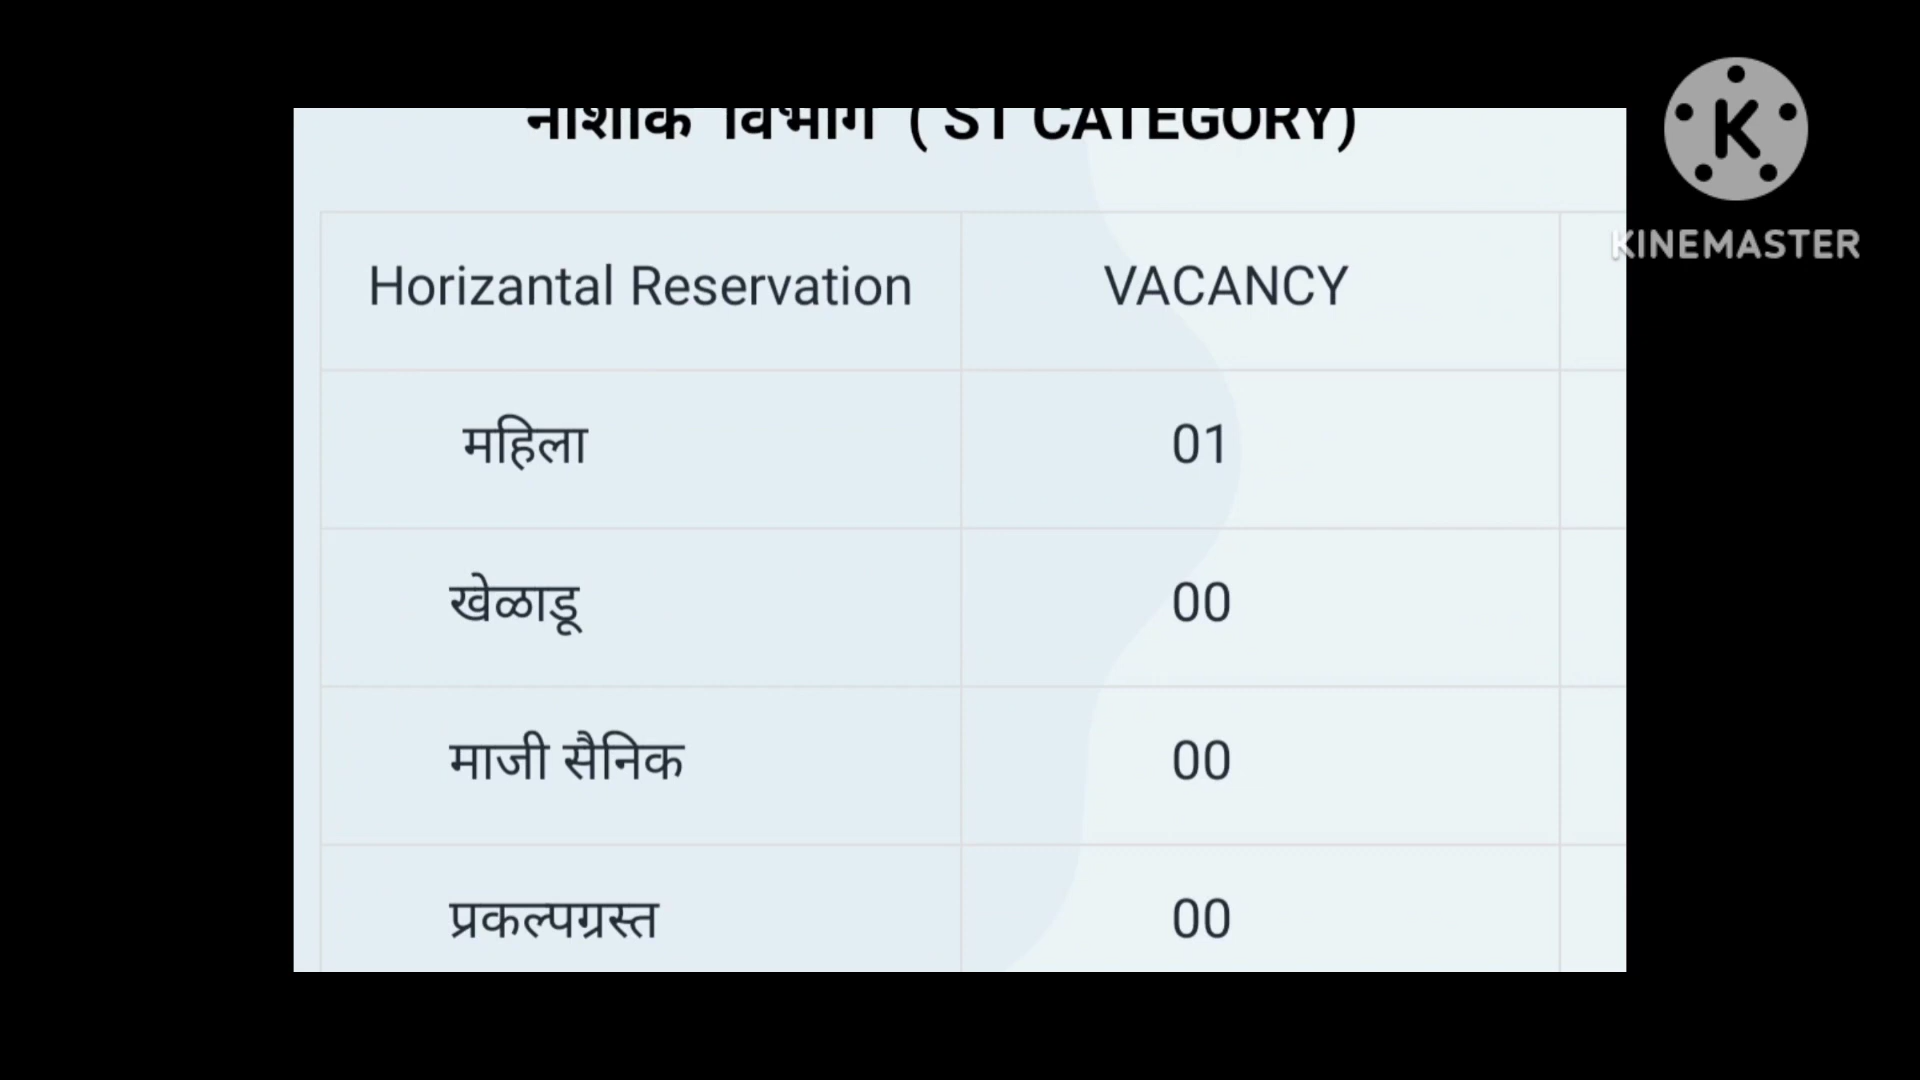 नाशिक विभाग ( ST CATEGORY)
K
KINEMASTER
Horizantal Reservation VACANCY
महिला 01
खेळाडू 00
माजी सैनिक 00
प्रकल्पग्रस्त 00